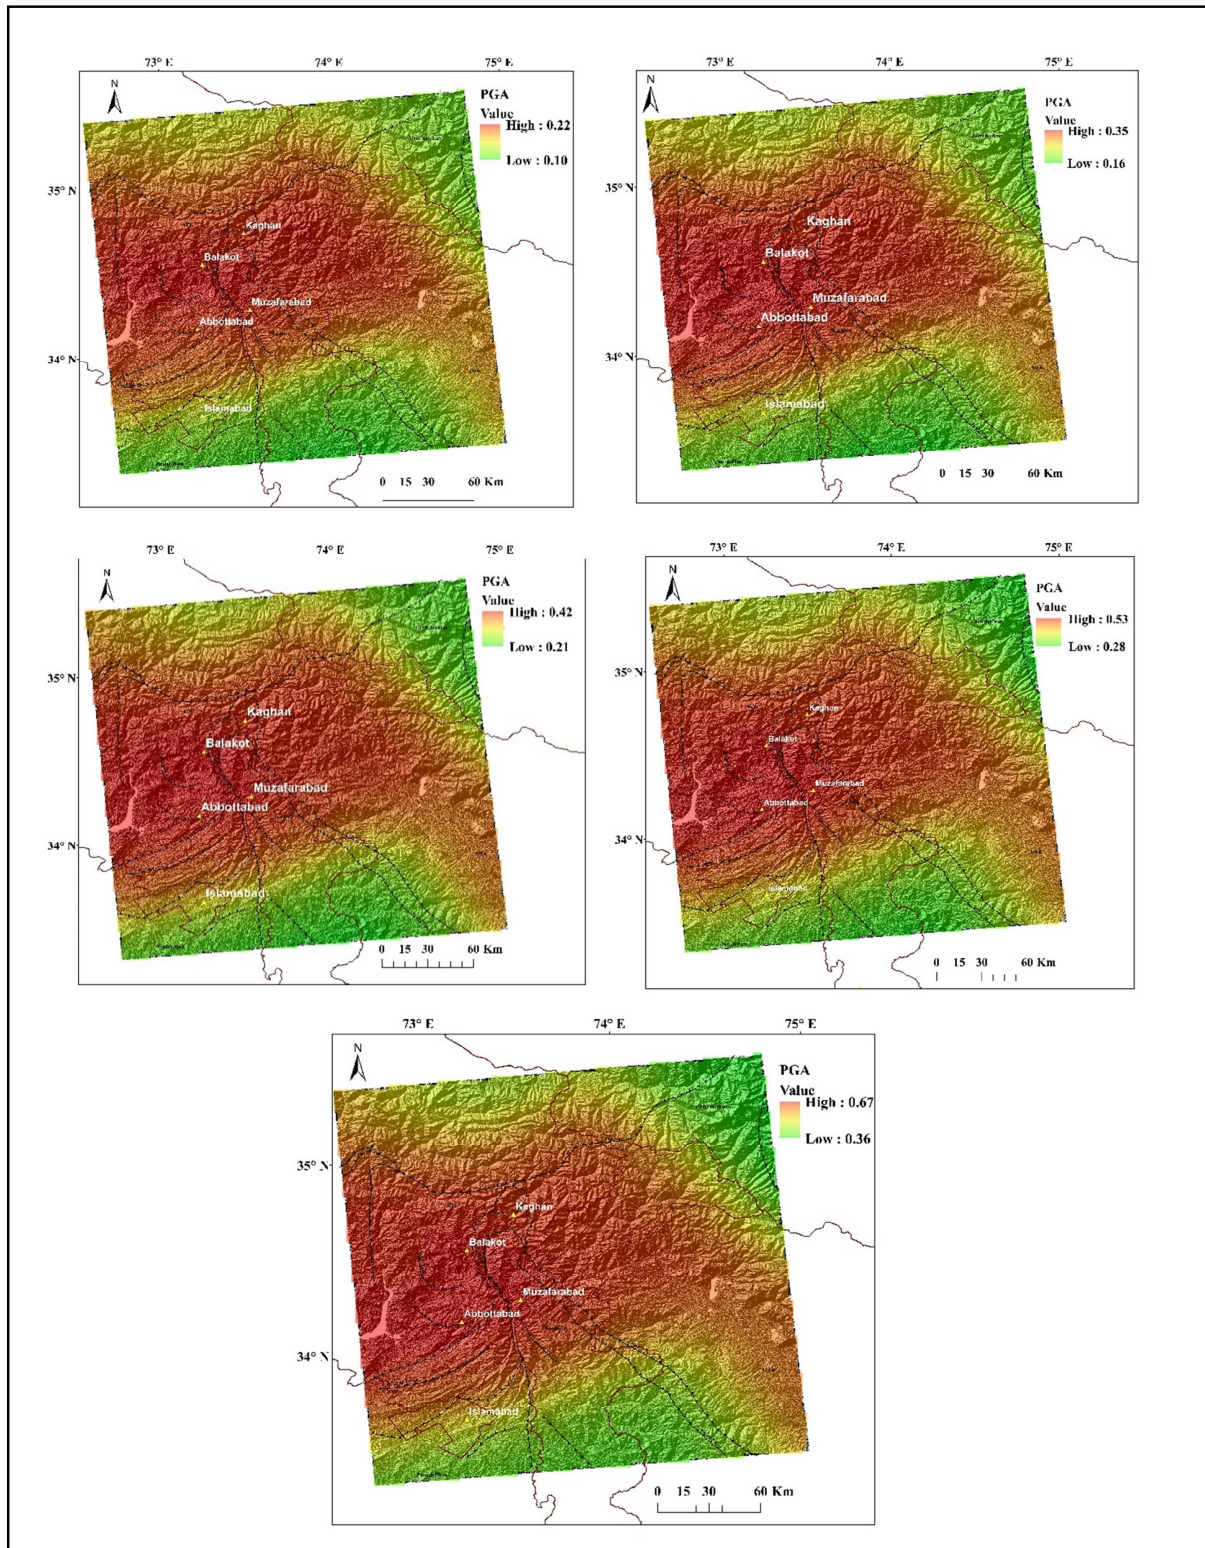 73° E 74° E 75° E
N
PGA
Value
High : 0.22
Low : 0.10
35° N
Kaghan
Balakot
Muzafarabad
Abbottabad
34° N
Islamabad
0 15 30 60 Km
73° E 74° E 75° E
N
PGA
Value
High : 0.35
Low : 0.16
35° N
Kaghan
Balakot
Muzafarabad
Abbottabad
34° N
Islamabad
0 15 30 60 Km
73° E 74° E 75° E
N
PGA
Value
High : 0.42
Low : 0.21
35° N
Kaghan
Balakot
Muzafarabad
Abbottabad
34° N
Islamabad
0 15 30 60 Km
73° E 74° E 75° E
N
PGA
Value
High : 0.53
Low : 0.28
35° N
Kaghan
Balakot
Muzafarabad
Abbottabad
34° N
Islamabad
0 15 30 60 Km
73° E 74° E 75° E
N
PGA
Value
High : 0.67
Low : 0.36
35° N
Kaghan
Balakot
Muzafarabad
Abbottabad
34° N
Islamabad
0 15 30 60 Km